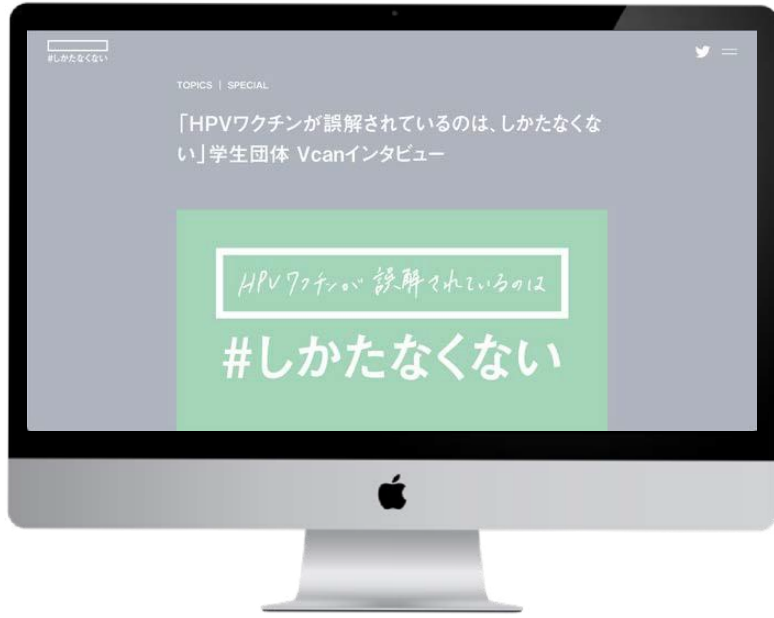 #しかたなくない
TOPICS | SPECIAL
「HPVワクチンが誤解されているのは、しかたなくな
い」学生団体 Vcanインタビュー
HPVワクチンが誤解されているのは
#しかたなくない